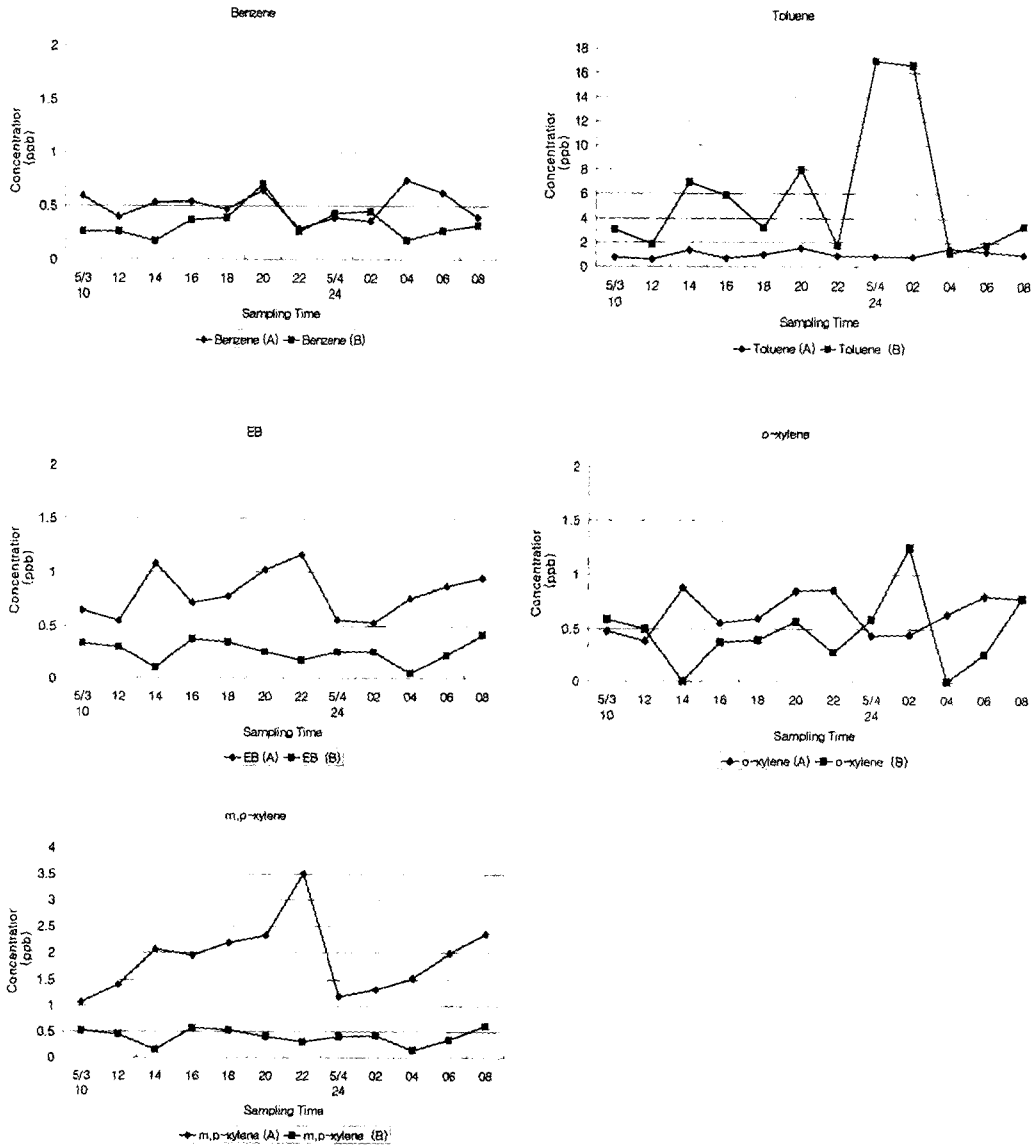 Benzene
2
1.5
1
0.5
0
Concentration
(ppb)
5/3 12 14 16 18 20 22 5/4 02 04 06 08
10 24
Sampling Time
Benzene (A) Benzene (B)
Toluene
18
16
14
12
10
8
6
4
2
0
Concentration
(ppb)
5/3 12 14 16 18 20 22 5/4 02 04 06 08
10 24
Sampling Time
Toluene (A) Toluene (B)
EB
2
1.5
1
0.5
0
Concentration
(ppb)
5/3 12 14 16 18 20 22 5/4 02 04 06 08
10 24
Sampling Time
EB (A) EB (B)
o-xylene
2
1.5
1
0.5
0
Concentration
(ppb)
5/3 12 14 16 18 20 22 5/4 02 04 06 08
10 24
Sampling Time
o-xylene (A) o-xylene (B)
m,p-xylene
4
3.5
3
2.5
2
1.5
1
0.5
0
Concentration
(ppb)
5/3 12 14 16 18 20 22 5/4 02 04 06 08
10 24
Sampling Time
m,p-xylene (A) m,p-xylene (B)